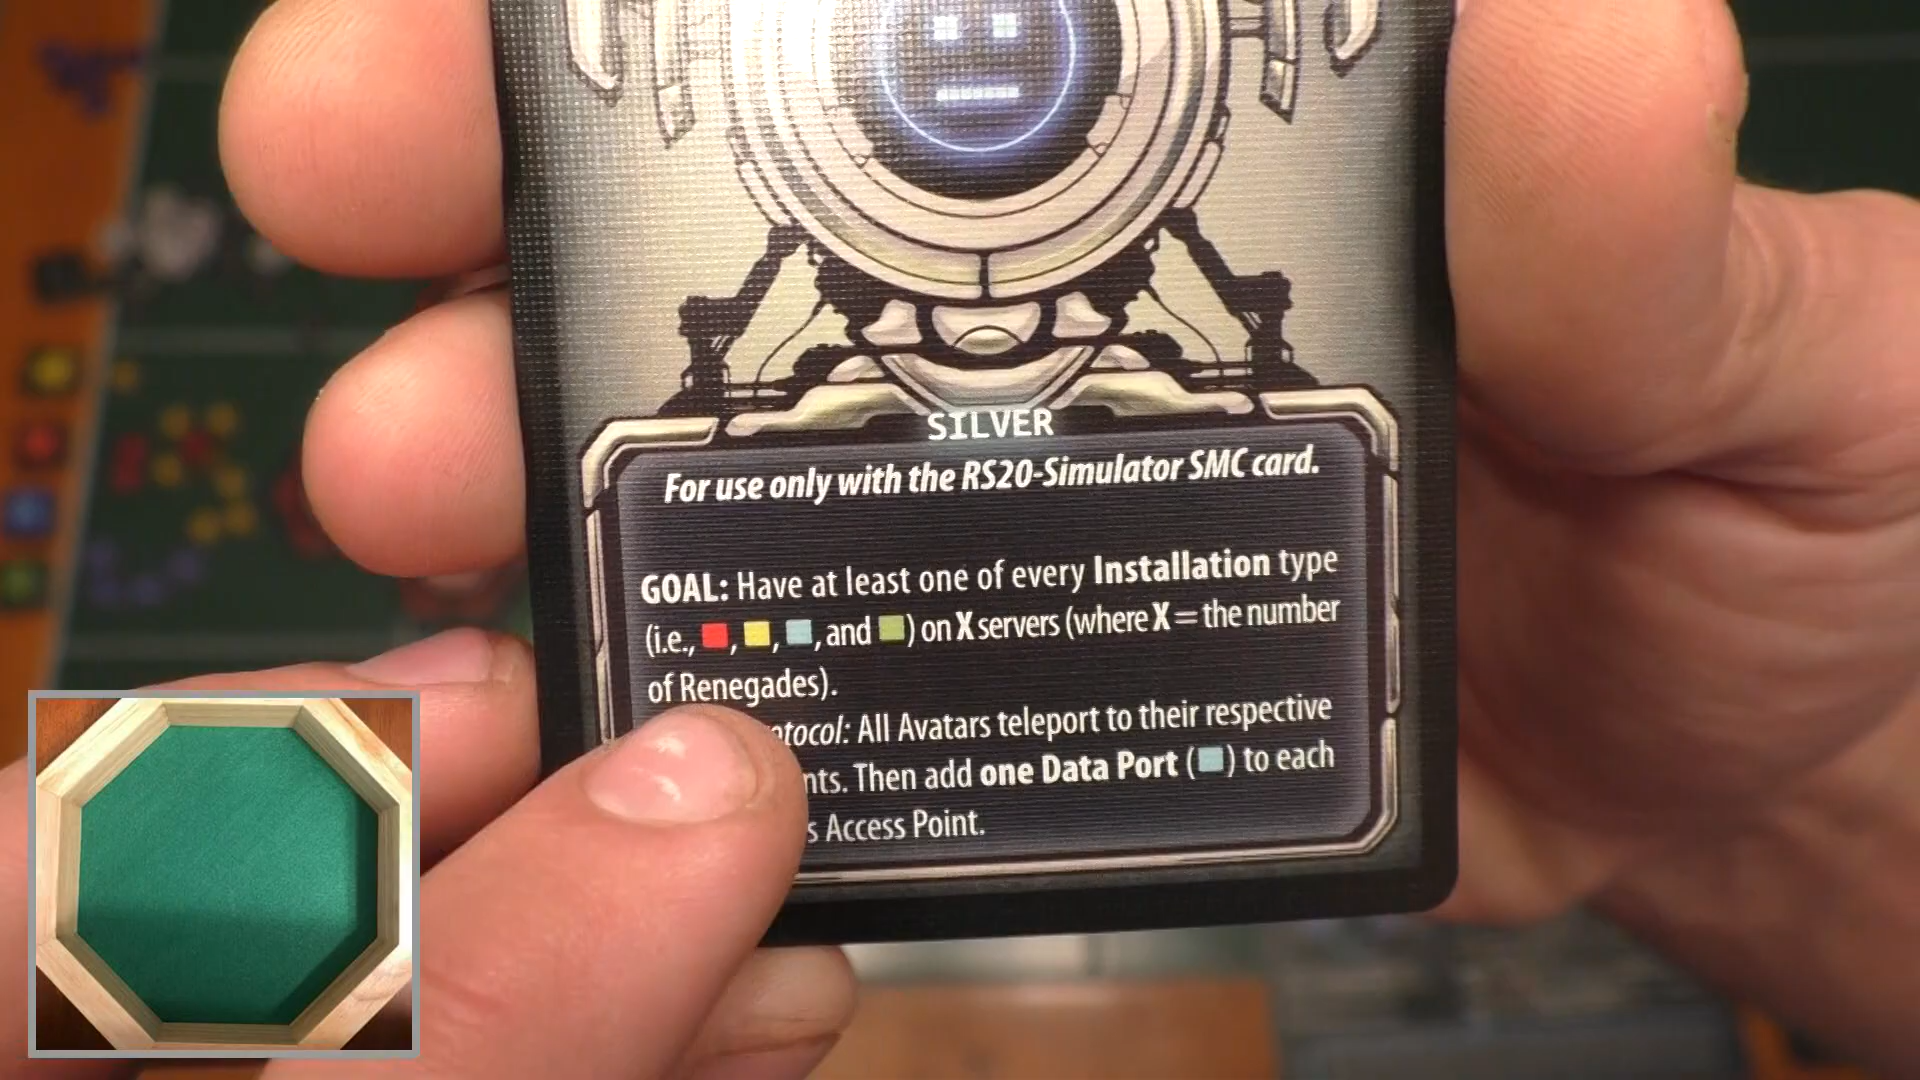 SILVER
For use only with the RS20-Simulator SMC card.
GOAL: Have at least one of every Installation type
(i.e., , , , and ) on X servers (where X = the number
of Renegades).
All Avatars teleport to their respective
Then add one Data Port ( ) to each
Access Point.